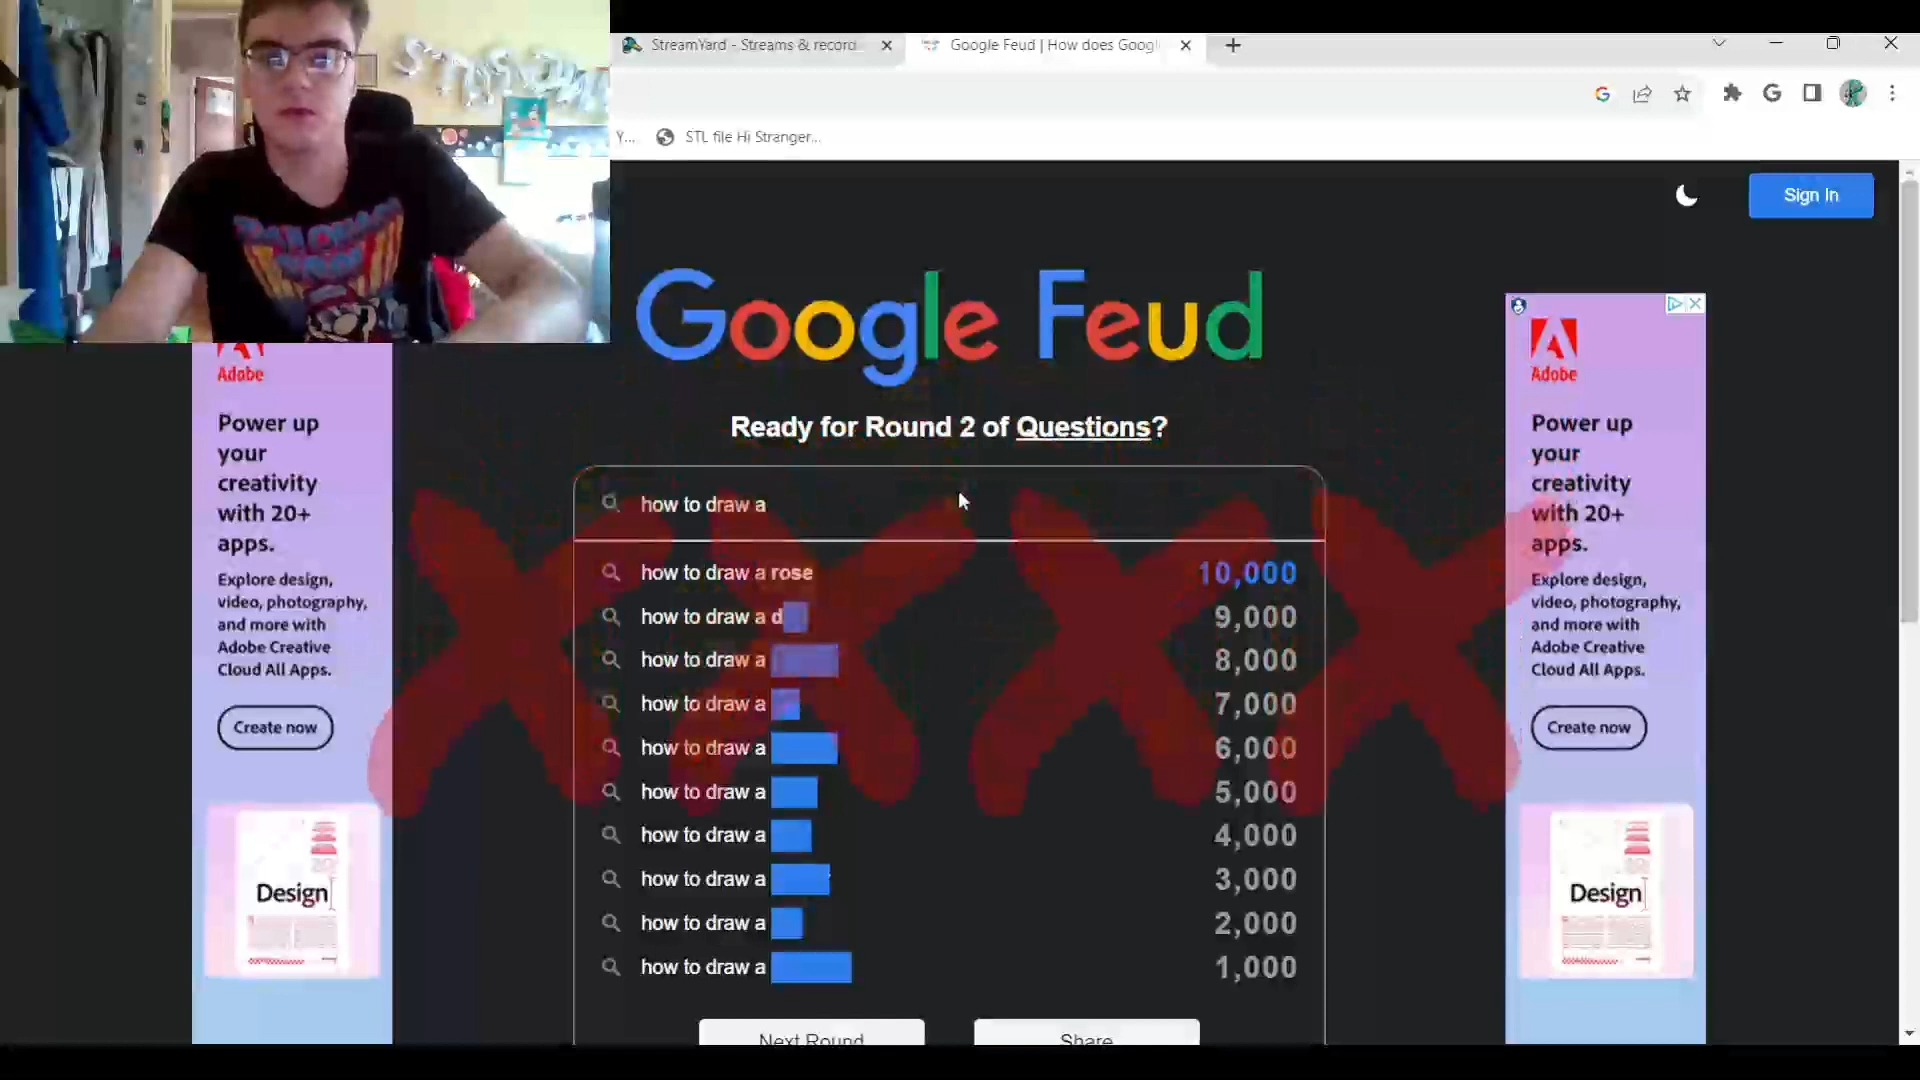 StreamYard - Streams & record
Google Feud | How does Googl
Y...
STL file Hi Stranger...
Sign In
Google Feud
Ready for Round 2 of Questions?
how to draw a
how to draw a rose 10,000
how to draw a d 9,000
how to draw a 8,000
how to draw a 7,000
how to draw a 6,000
how to draw a 5,000
how to draw a 4,000
how to draw a 3,000
how to draw a 2,000
how to draw a 1,000
Next Round
Share
Adobe
Power up
your
creativity
with 20+
apps.
Explore design,
video, photography,
and more with
Adobe Creative
Cloud All Apps.
Create now
Design
Adobe
Power up
your
creativity
with 20+
apps.
Explore design,
video, photography,
and more with
Adobe Creative
Cloud All Apps.
Create now
Design